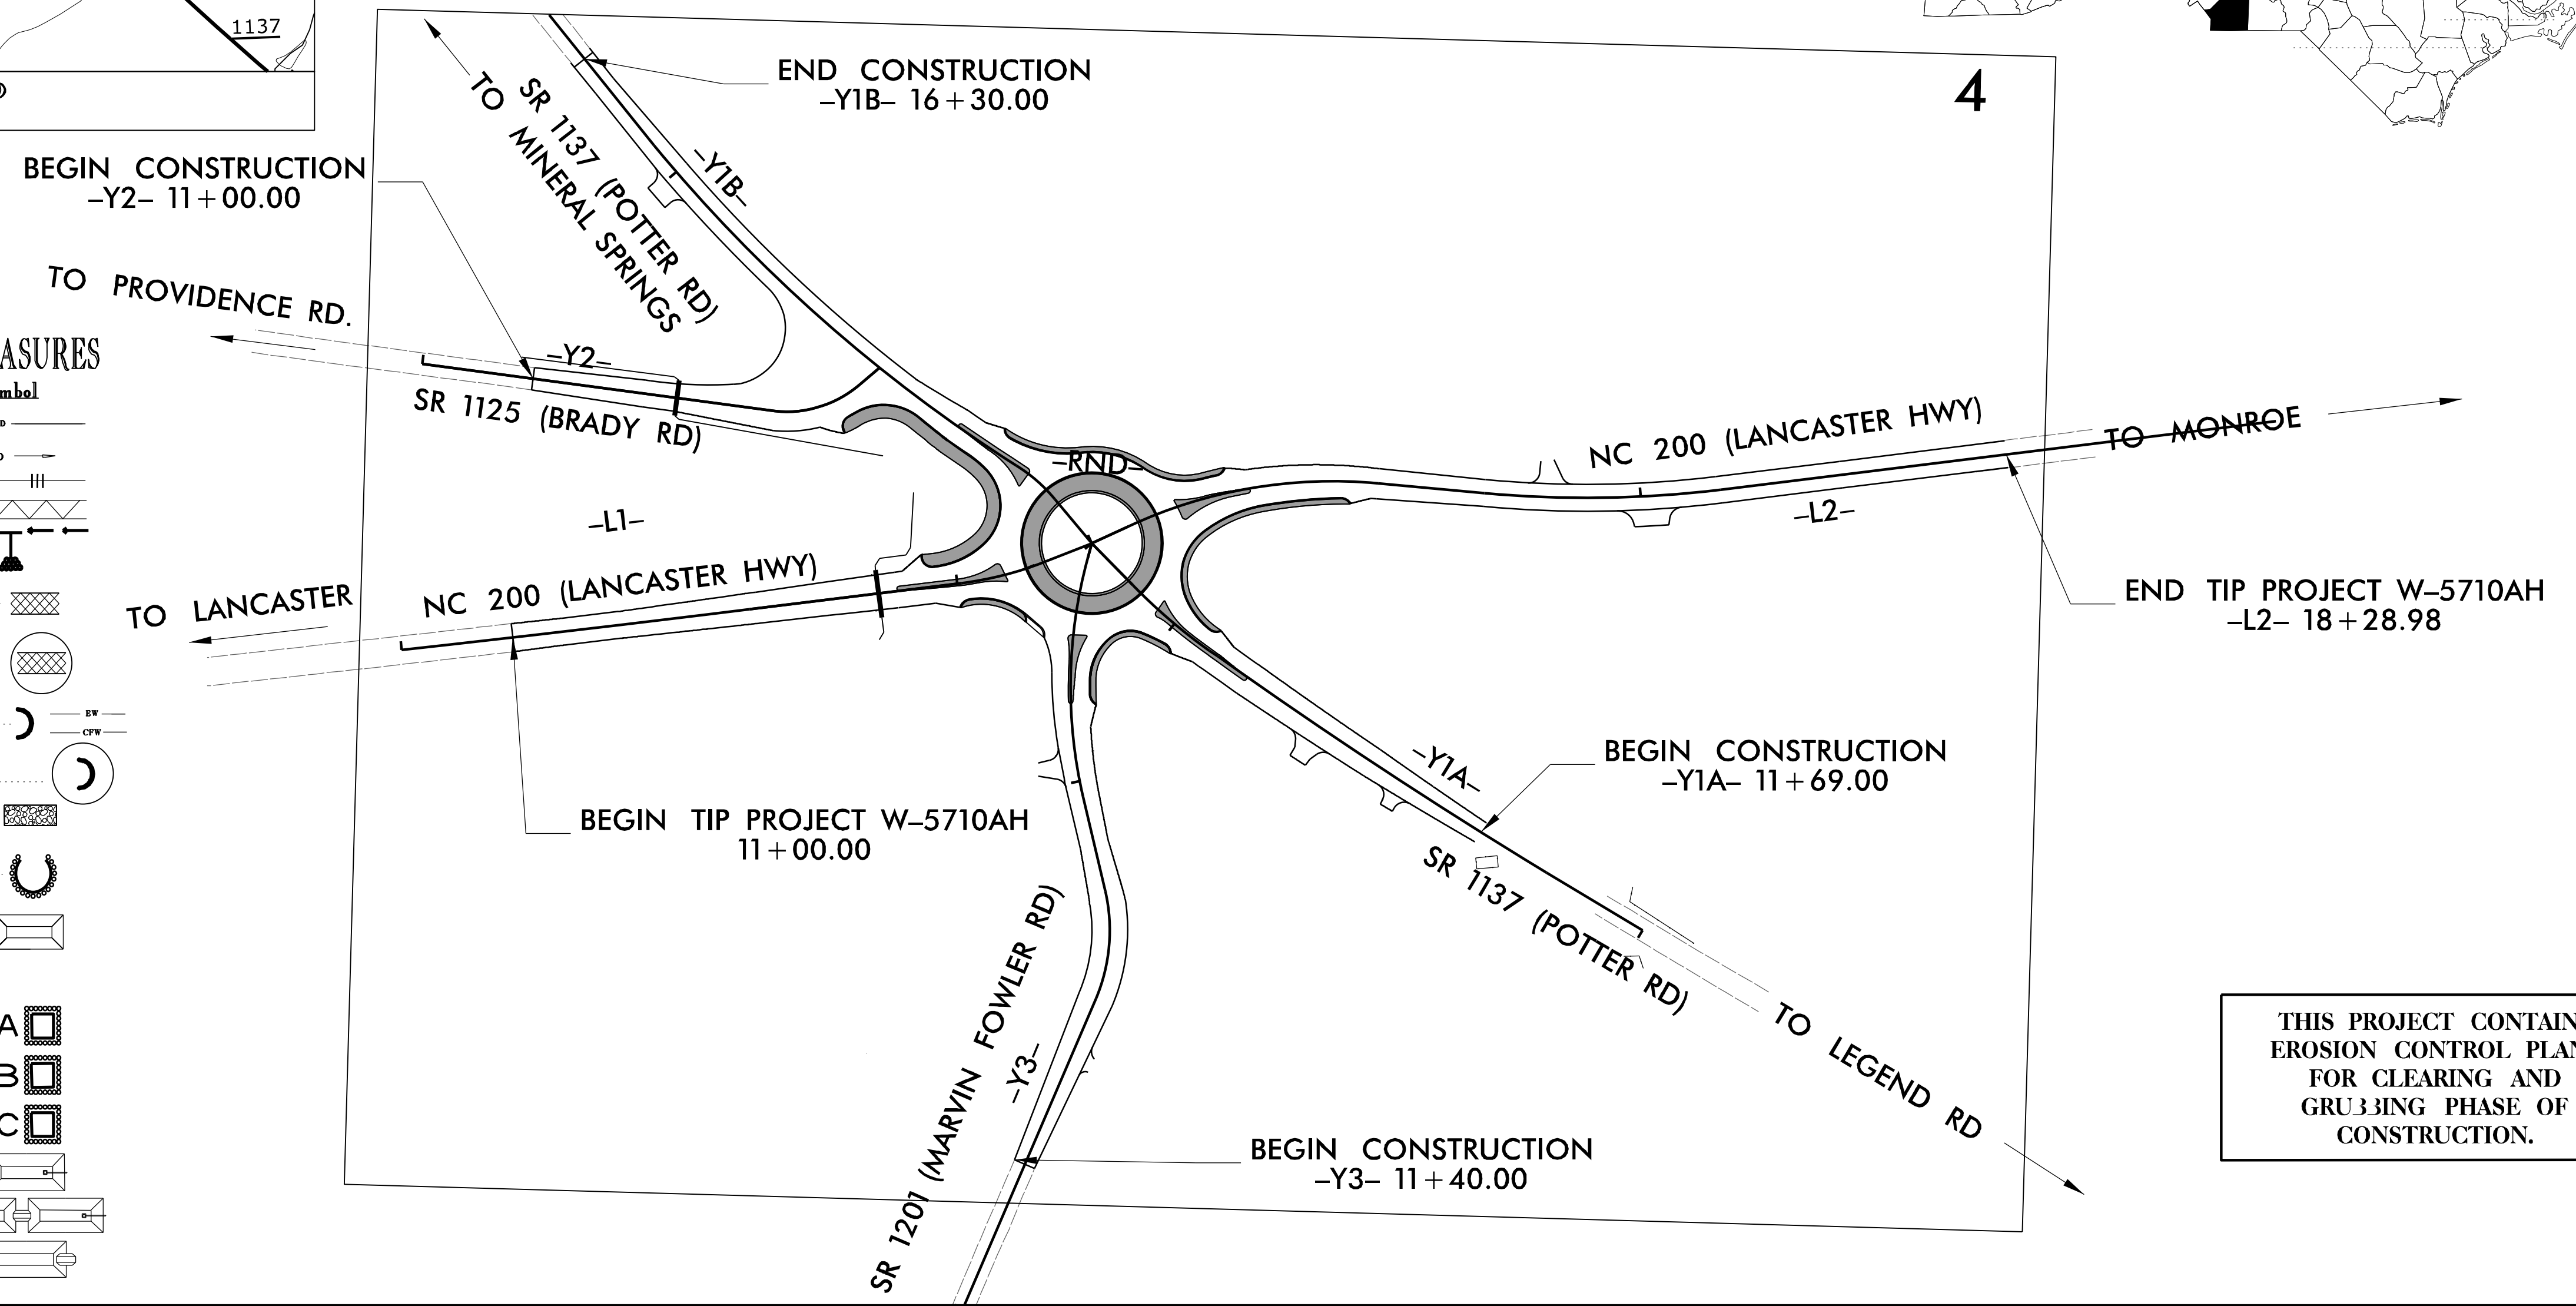 1137
4
END CONSTRUCTION
–Y1B– 16+30.00
TO MINERAL SPRINGS
SR 1137 (POTTER RD)
–Y1B–
BEGIN CONSTRUCTION
–Y2– 11+00.00
TO PROVIDENCE RD.
–Y2–
SR 1125 (BRADY RD)
ASURES
mbol
–RND–
NC 200 (LANCASTER HWY)
TO MONROE
–L1–
–L2–
TO LANCASTER
NC 200 (LANCASTER HWY)
END TIP PROJECT W–5710AH
–L2– 18+28.98
EW
CFW
–Y1A–
BEGIN CONSTRUCTION
–Y1A– 11+69.00
BEGIN TIP PROJECT W–5710AH
11+00.00
SR 1137 (POTTER RD)
TO LEGEND RD
SR 1201 (MARVIN FOWLER RD)
–Y3–
A
B
C
BEGIN CONSTRUCTION
–Y3– 11+40.00
THIS PROJECT CONTAIN
EROSION CONTROL PLAN
FOR CLEARING AND
GRUBBING PHASE OF
CONSTRUCTION.